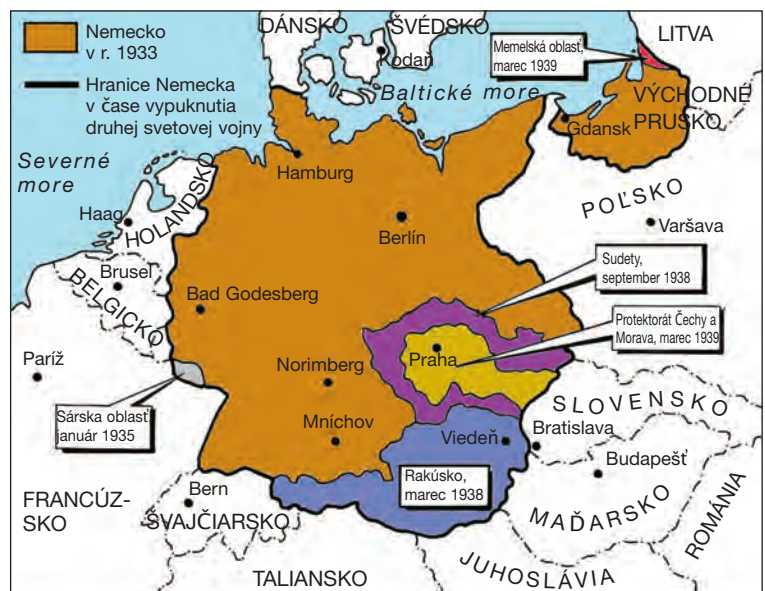 Nemecko
v r. 1933
Hranice Nemecka
v čase vypuknutia
druhej svetovej vojny
DÁNSKO
ŠVÉDSKO
Kodaň
Baltické more
Memelská oblasť,
marec 1939
LITVA
VÝCHODNÉ
PRUSKO
Gdansk
Severné
more
Hamburg
HOLANDSKO
Haag
Berlín
POĽSKO
Varšava
Brusel
BELGICKO
Bad Godesberg
Sudety,
september 1938
Protektorát Čechy a
Morava, marec 1939
Praha
Paríž
Norimberg
Sárska oblasť,
január 1935
Mníchov
Viedeň
SLOVENSKO
Bratislava
Rakúsko,
marec 1938
Budapešť
MAĎARSKO
ROMÁNIA
FRANCÚZ-
SKO
Bern
ŠVAJČIARSKO
TALIANSKO
JUHOSLÁVIA